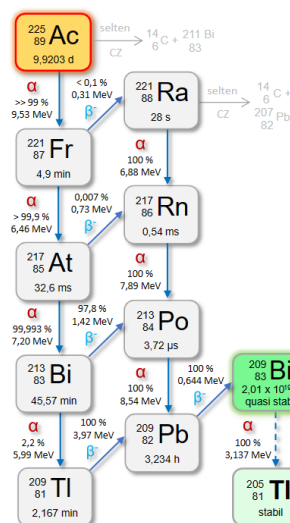 225
89 Ac
9,9203 d
selten
CZ
14
6 C + 211
83 Bi
α
>> 99 %
9,53 MeV
< 0,1 %
0,31 MeV
β⁻
221
87 Fr
4,9 min
221
88 Ra
28 s
selten
CZ
14
6 C +
207
82 Pb
α
> 99,9 %
6,46 MeV
0,007 %
0,73 MeV
β⁻
α
100 %
6,88 MeV
217
85 At
32,6 ms
217
86 Rn
0,54 ms
α
99,993 %
7,20 MeV
97,8 %
1,42 MeV
β⁻
α
100 %
7,89 MeV
213
83 Bi
45,57 min
213
84 Po
3,72 µs
α
2,2 %
5,99 MeV
100 %
3,97 MeV
β⁻
α
100 %
8,54 MeV
100 %
0,644 MeV
β⁻
209
83 Bi
2,01 x 10¹⁹
quasi stab
209
81 Tl
2,167 min
209
82 Pb
3,234 h
α
100 %
3,137 MeV
205
81 Tl
stabil